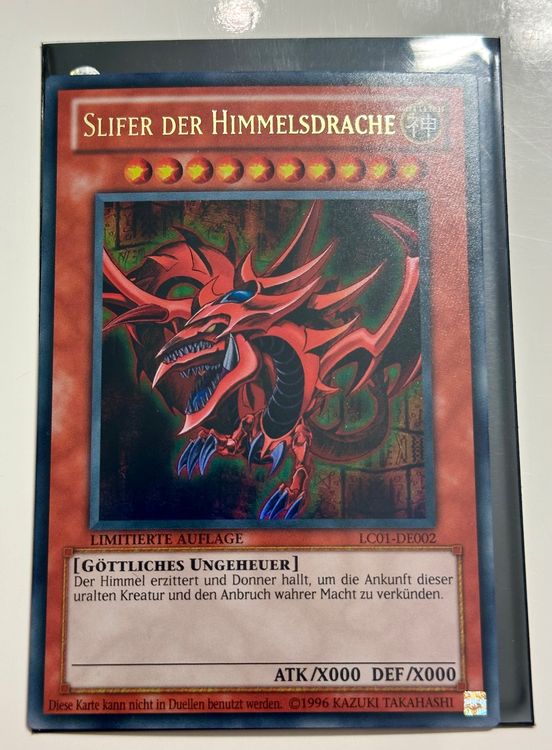 SLIFER DER HIMMELSDRACHE
神
LIMITIERTE AUFLAGE LC01-DE002
[GÖTTLICHES UNGEHEUER]
Der Himmel erzittert und Donner hallt, um die Ankunft dieser
uralten Kreatur und den Anbruch wahrer Macht zu verkünden.
ATK/X000 DEF/X000
Diese Karte kann nicht in Duellen benutzt werden. ©1996 KAZUKI TAKAHASHI